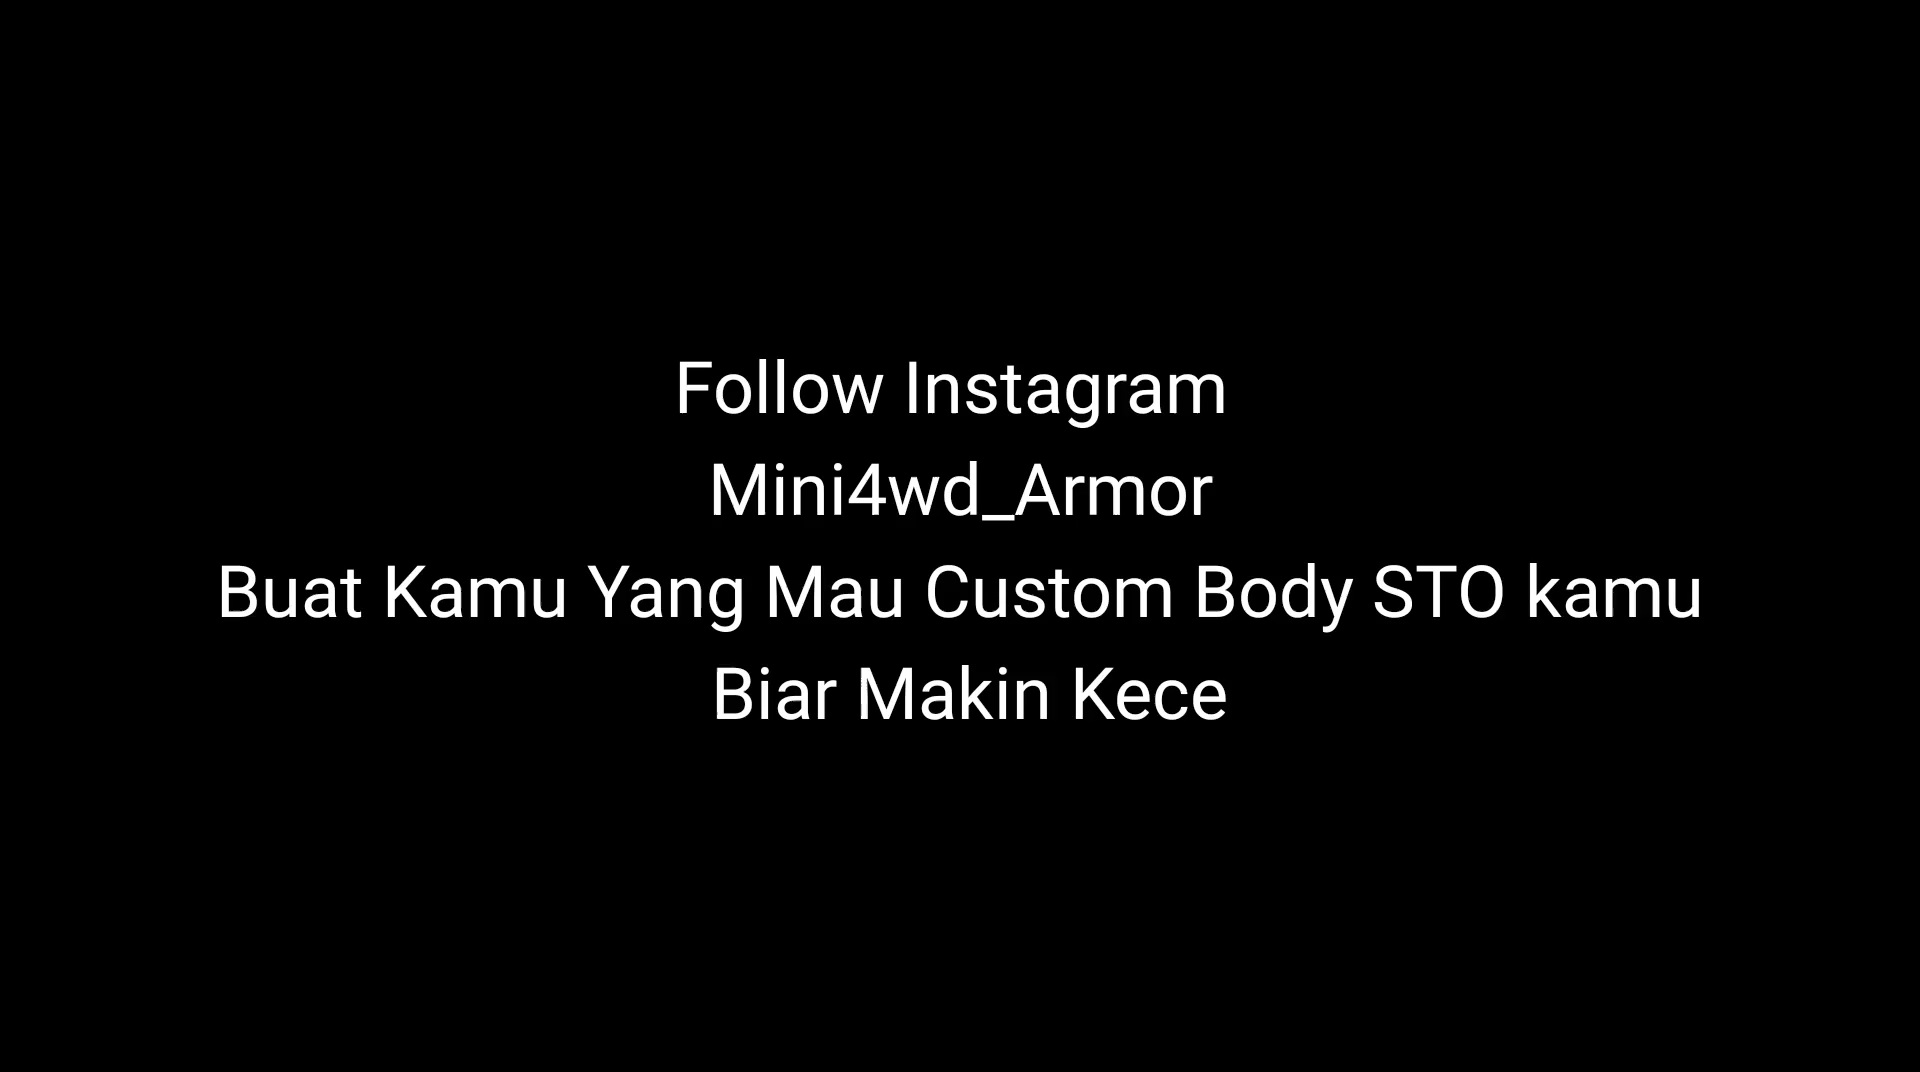 Follow Instagram
Mini4wd_Armor
Buat Kamu Yang Mau Custom Body STO kamu
Biar Makin Kece